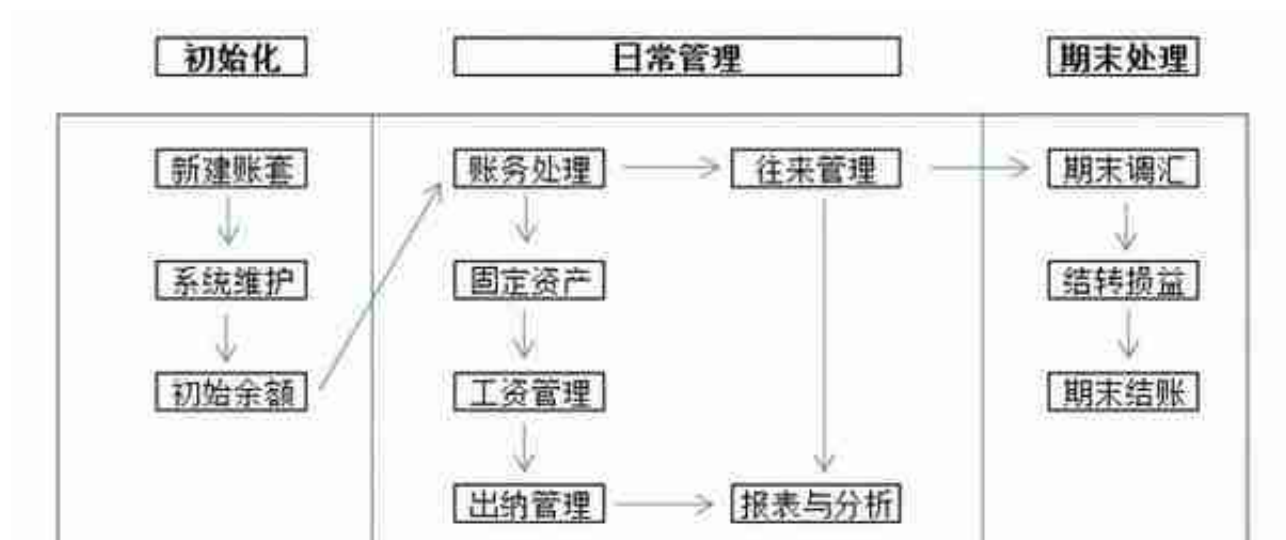 初始化
日常管理
期末处理
新建账套
账务处理
往来管理
期末调汇
系统维护
固定资产
结转损益
初始余额
工资管理
期末结账
出纳管理
报表与分析